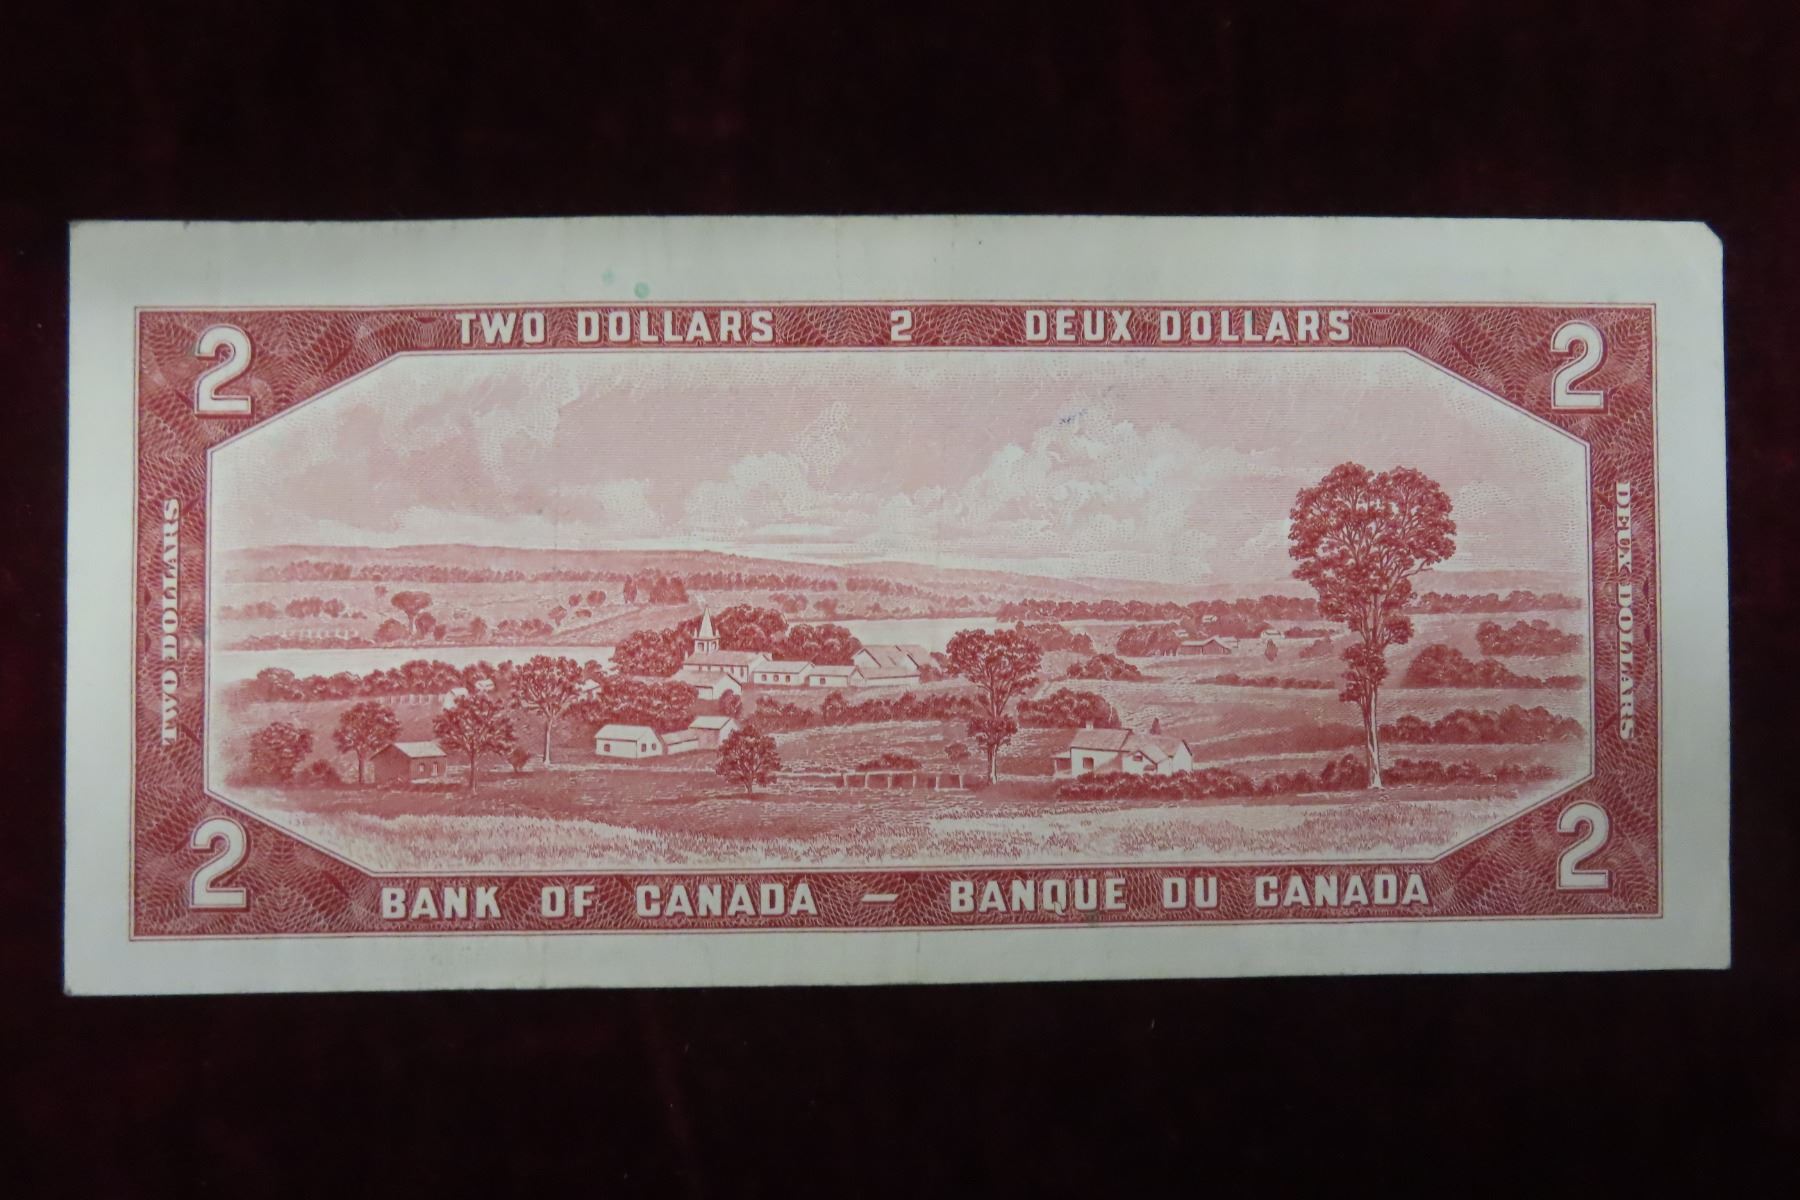 2 TWO DOLLARS 2 DEUX DOLLARS 2
TWO DOLLARS
DEUX DOLLARS
2 BANK OF CANADA — BANQUE DU CANADA 2